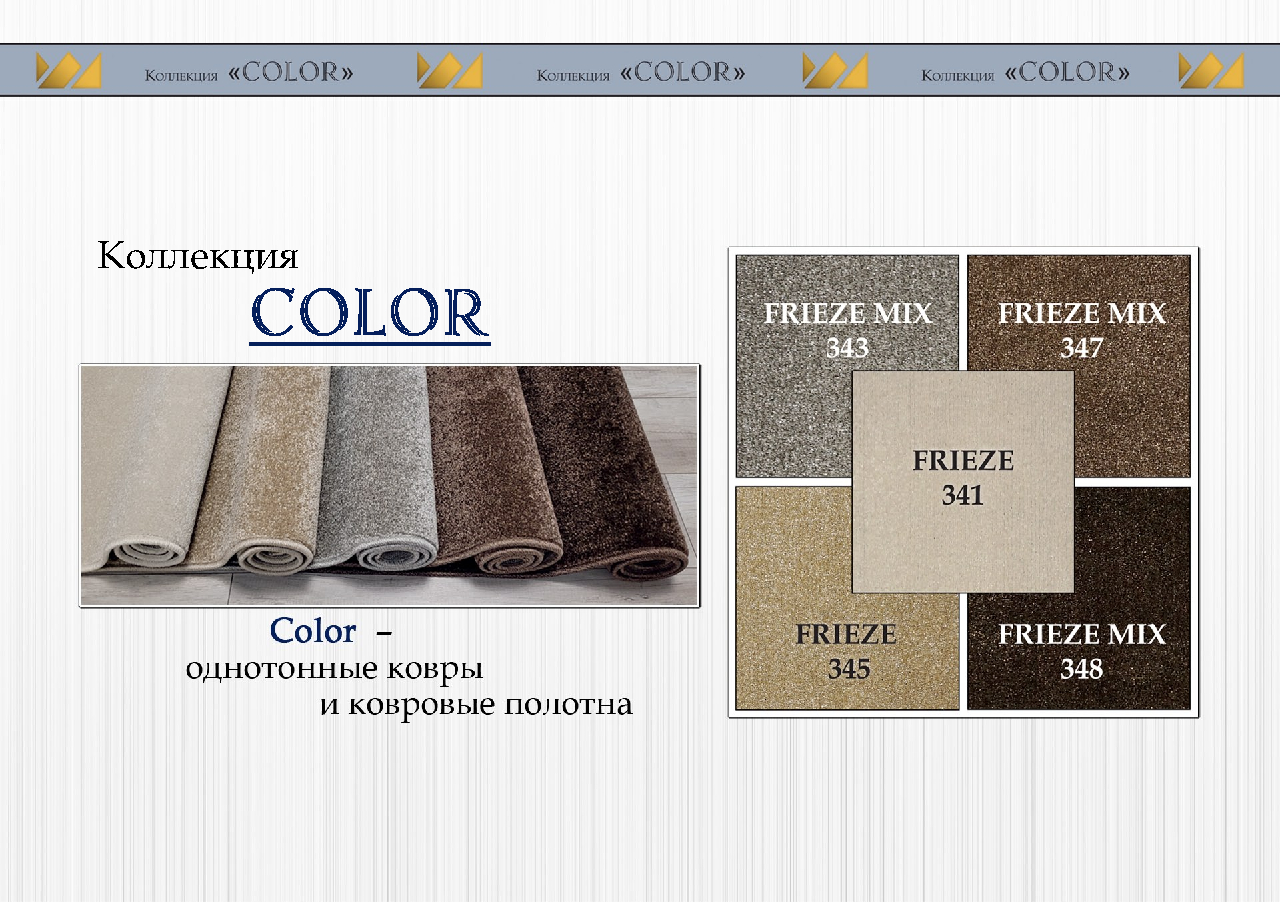 Коллекция «COLOR» Коллекция «COLOR» Коллекция «COLOR»
Коллекция
COLOR
Color –
однотонные ковры
и ковровые полотна
FRIEZE MIX
343
FRIEZE MIX
347
FRIEZE
341
FRIEZE
345
FRIEZE MIX
348